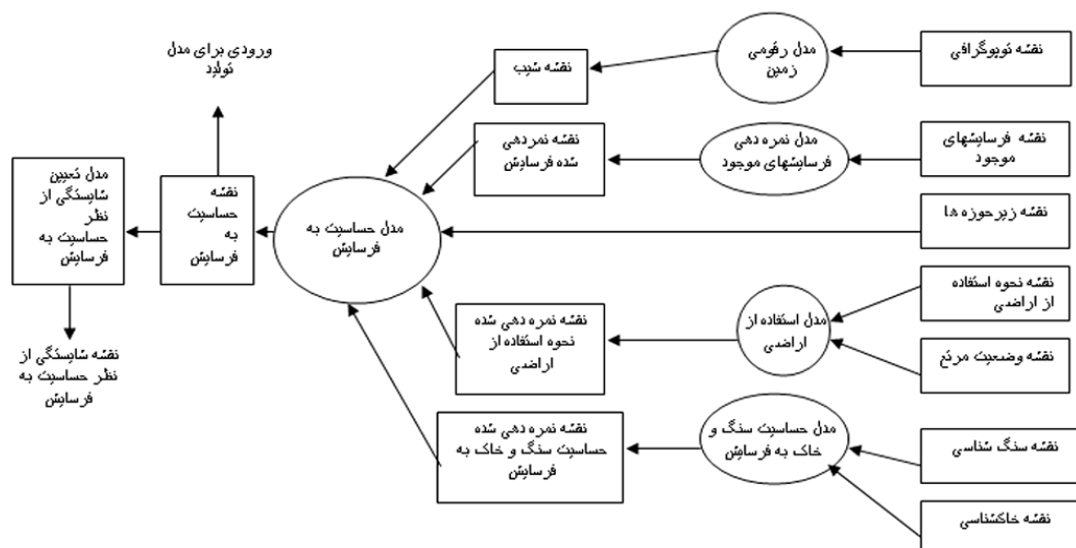 نقشه توپوگرافی
مدل رقومی
زمین
نقشه شیب
ورودی برای مدل
تولید
نقشه فرسایشهای
موجود
مدل نمره دهی
فرسایشهای موجود
نقشه نمردهی
شده فرسایش
نقشه زیرحوزه ها
مدل حساسیت به
فرسایش
نقشه
حساسیت
به
فرسایش
مدل تعیین
شایستگی از
نظر
حساسیت به
فرسایش
نقشه نحوه استفاده
از اراضی
مدل استفاده از
اراضی
نقشه نمره دهی شده
نحوه استفاده از
اراضی
نقشه وضعیت مرتع
نقشه شایستگی از
نظر حساسیت به
فرسایش
مدل حساسیت سنگ و
خاک به فرسایش
نقشه نمره دهی شده
حساسیت سنگ و خاک به
فرسایش
نقشه سنگ شناسی
نقشه خاکشناسی